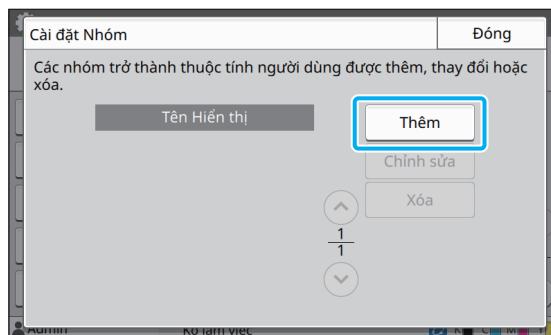 Cài đặt Nhóm
Đóng
Các nhóm trở thành thuộc tính người dùng được thêm, thay đổi hoặc
xóa.
Tên Hiển thị
Thêm
Chỉnh sửa
Xóa
1
1
Admin
K C M Y